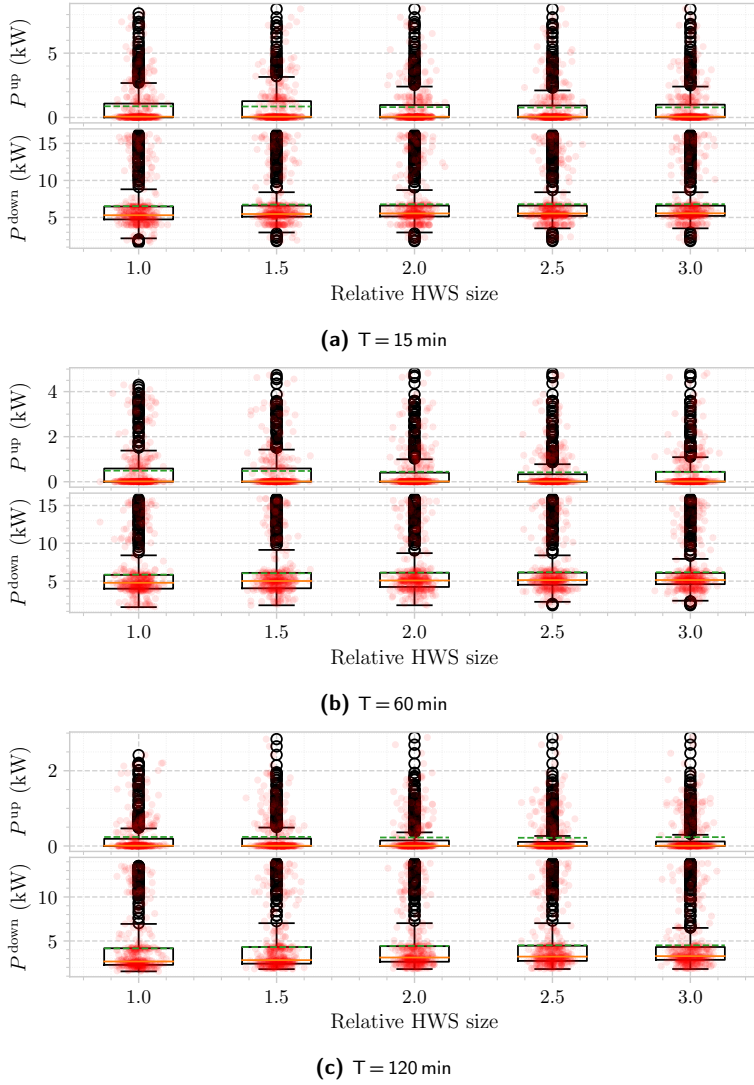 P^up (kW)
5
0
P^down (kW)
15
10
5
1.0 1.5 2.0 2.5 3.0
Relative HWS size
(a) T = 15 min
P^up (kW)
4
2
0
P^down (kW)
15
10
5
1.0 1.5 2.0 2.5 3.0
Relative HWS size
(b) T = 60 min
P^up (kW)
2
0
P^down (kW)
10
5
1.0 1.5 2.0 2.5 3.0
Relative HWS size
(c) T = 120 min